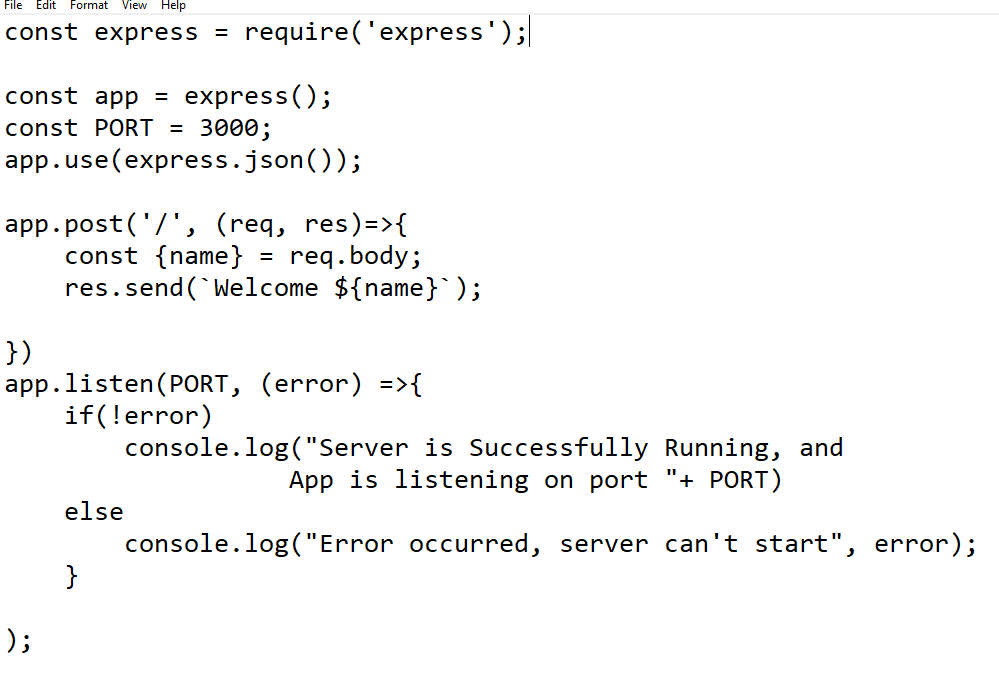 File Edit Format View Help
const express = require('express');
const app = express();
const PORT = 3000;
app.use(express.json());
app.post('/', (req, res)=>{
    const {name} = req.body;
    res.send(`Welcome ${name}`);
})
app.listen(PORT, (error) =>{
    if(!error)
        console.log("Server is Successfully Running, and
                   App is listening on port "+ PORT)
    else
        console.log("Error occurred, server can't start", error);
    }
);